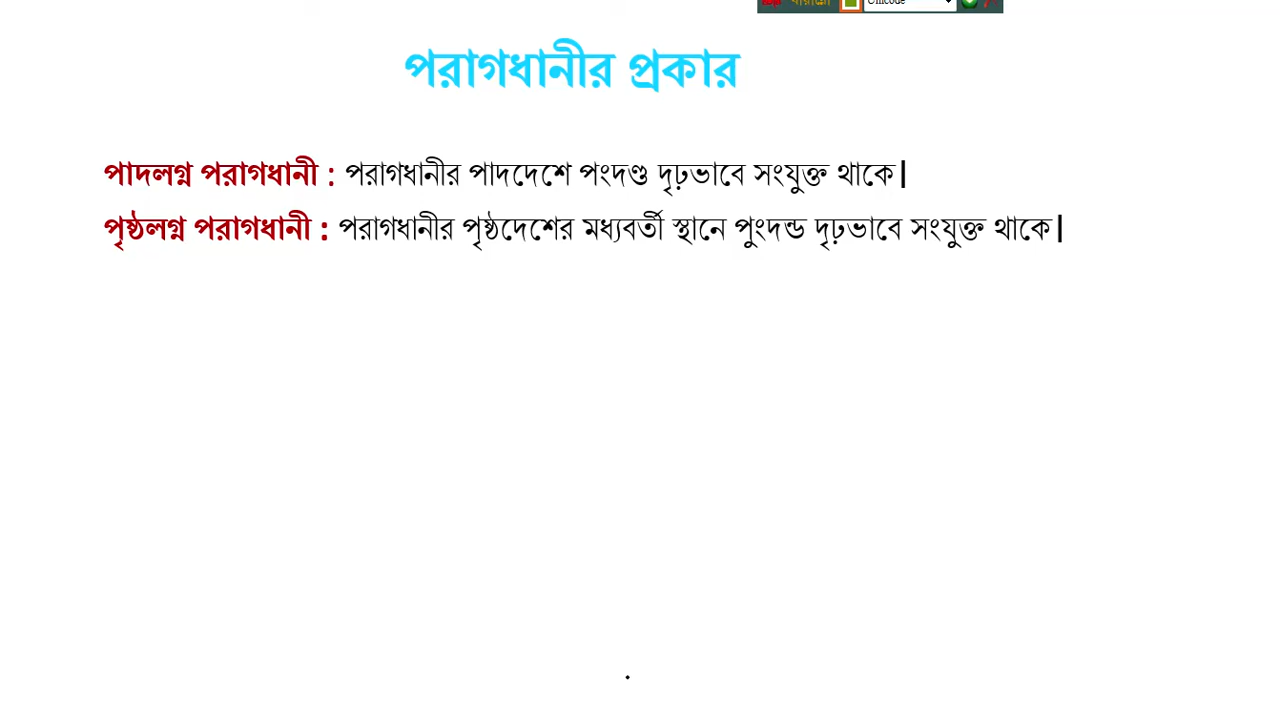 Unicode
পরাগধানীর প্রকার
পাদলগ্ন পরাগধানী : পরাগধানীর পাদদেশে পংদণ্ড দৃঢ়ভাবে সংযুক্ত থাকে|
পৃষ্ঠলগ্ন পরাগধানী : পরাগধানীর পৃষ্ঠদেশের মধ্যবর্তী স্থানে পুংদন্ড দৃঢ়ভাবে সংযুক্ত থাকে|